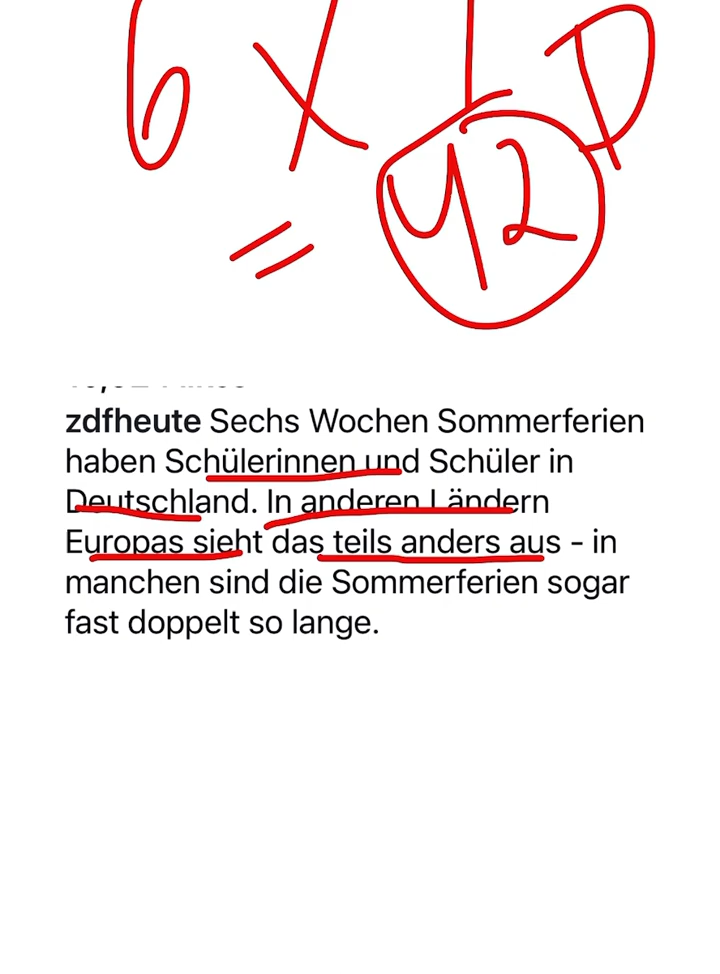 6 X 7 D
= 42
zdfheute Sechs Wochen Sommerferien
haben Schülerinnen und Schüler in
Deutschland. In anderen Ländern
Europas sieht das teils anders aus - in
manchen sind die Sommerferien sogar
fast doppelt so lange.